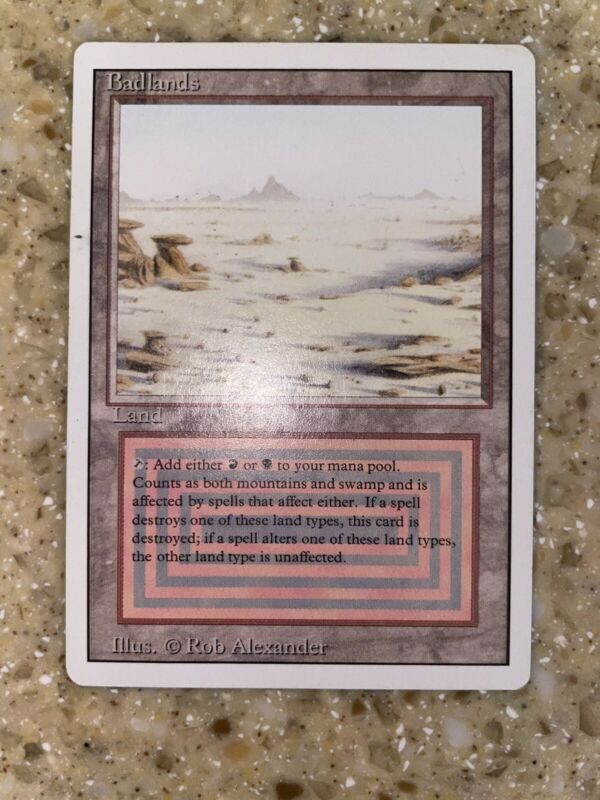 Badlands
Land
: Add either or to your mana pool.
Counts as both mountains and swamp and is
affected by spells that affect either. If a spell
destroys one of these land types, this card is
destroyed; if a spell alters one of these land types,
the other land type is unaffected.
Illus. © Rob Alexander